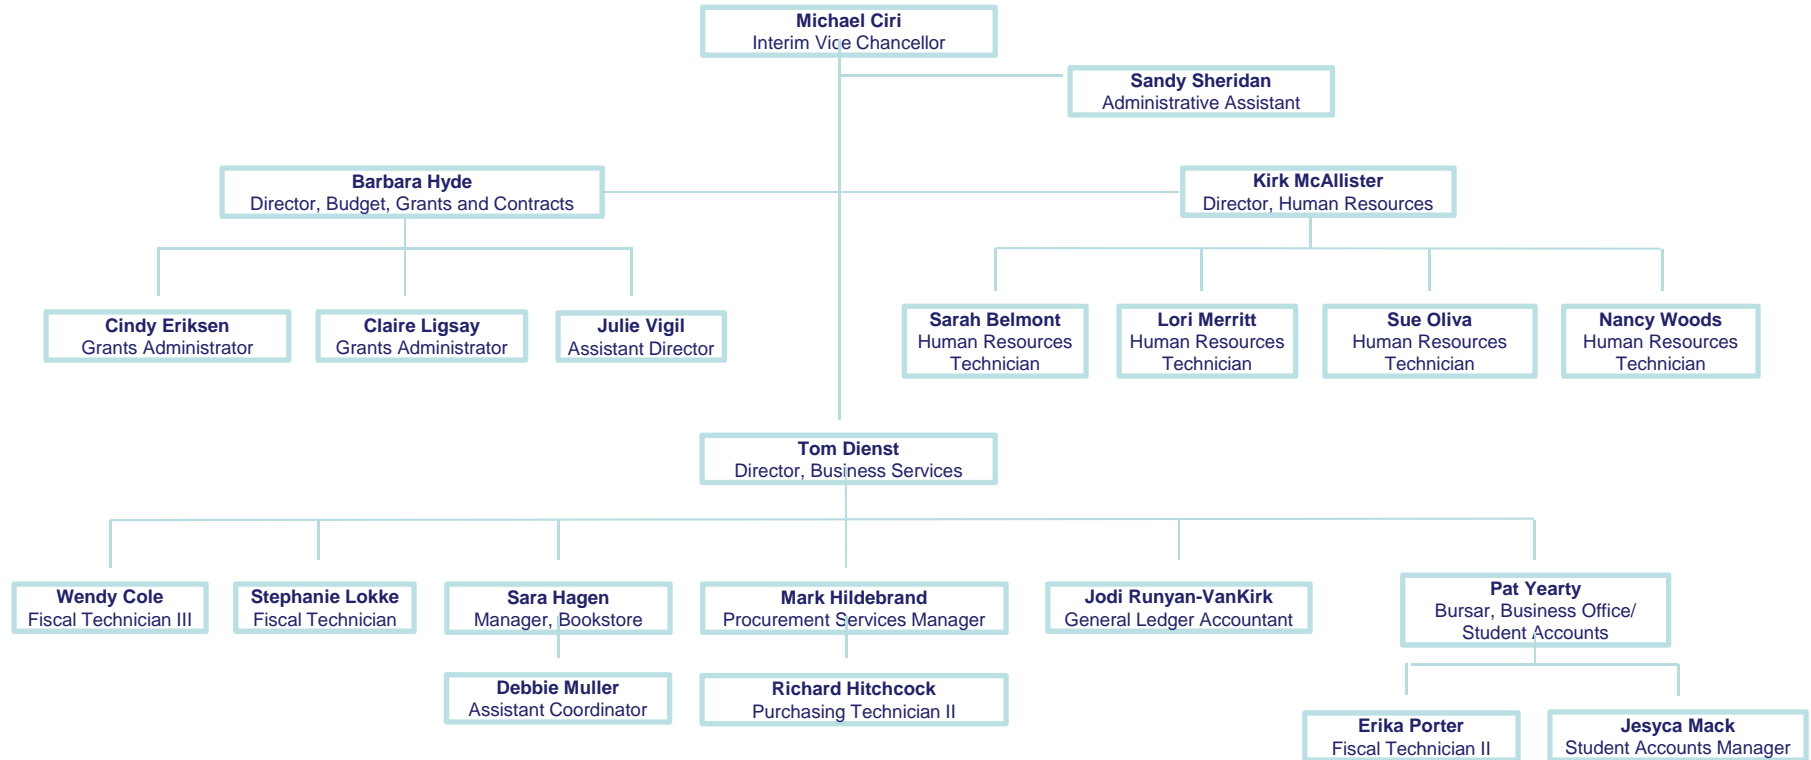 Michael Ciri
Interim Vice Chancellor
Sandy Sheridan
Administrative Assistant
Barbara Hyde
Director, Budget, Grants and Contracts
Kirk McAllister
Director, Human Resources
Cindy Eriksen
Grants Administrator
Claire Ligsay
Grants Administrator
Julie Vigil
Assistant Director
Sarah Belmont
Human Resources
Technician
Lori Merritt
Human Resources
Technician
Sue Oliva
Human Resources
Technician
Nancy Woods
Human Resources
Technician
Tom Dienst
Director, Business Services
Wendy Cole
Fiscal Technician III
Stephanie Lokke
Fiscal Technician
Sara Hagen
Manager, Bookstore
Mark Hildebrand
Procurement Services Manager
Jodi Runyan-VanKirk
General Ledger Accountant
Pat Yearty
Bursar, Business Office/
Student Accounts
Debbie Muller
Assistant Coordinator
Richard Hitchcock
Purchasing Technician II
Erika Porter
Fiscal Technician II
Jesyca Mack
Student Accounts Manager